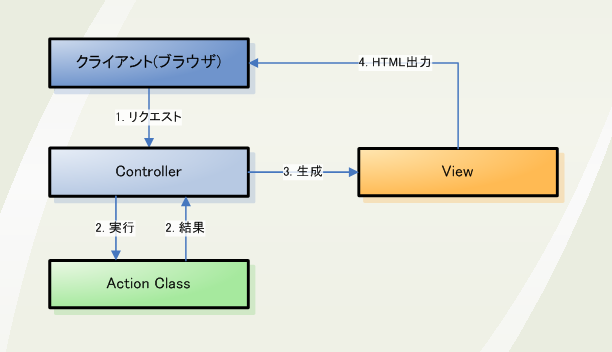 クライアント(ブラウザ)
4. HTML出力
1. リクエスト
Controller
3. 生成
View
2. 実行
2. 結果
Action Class